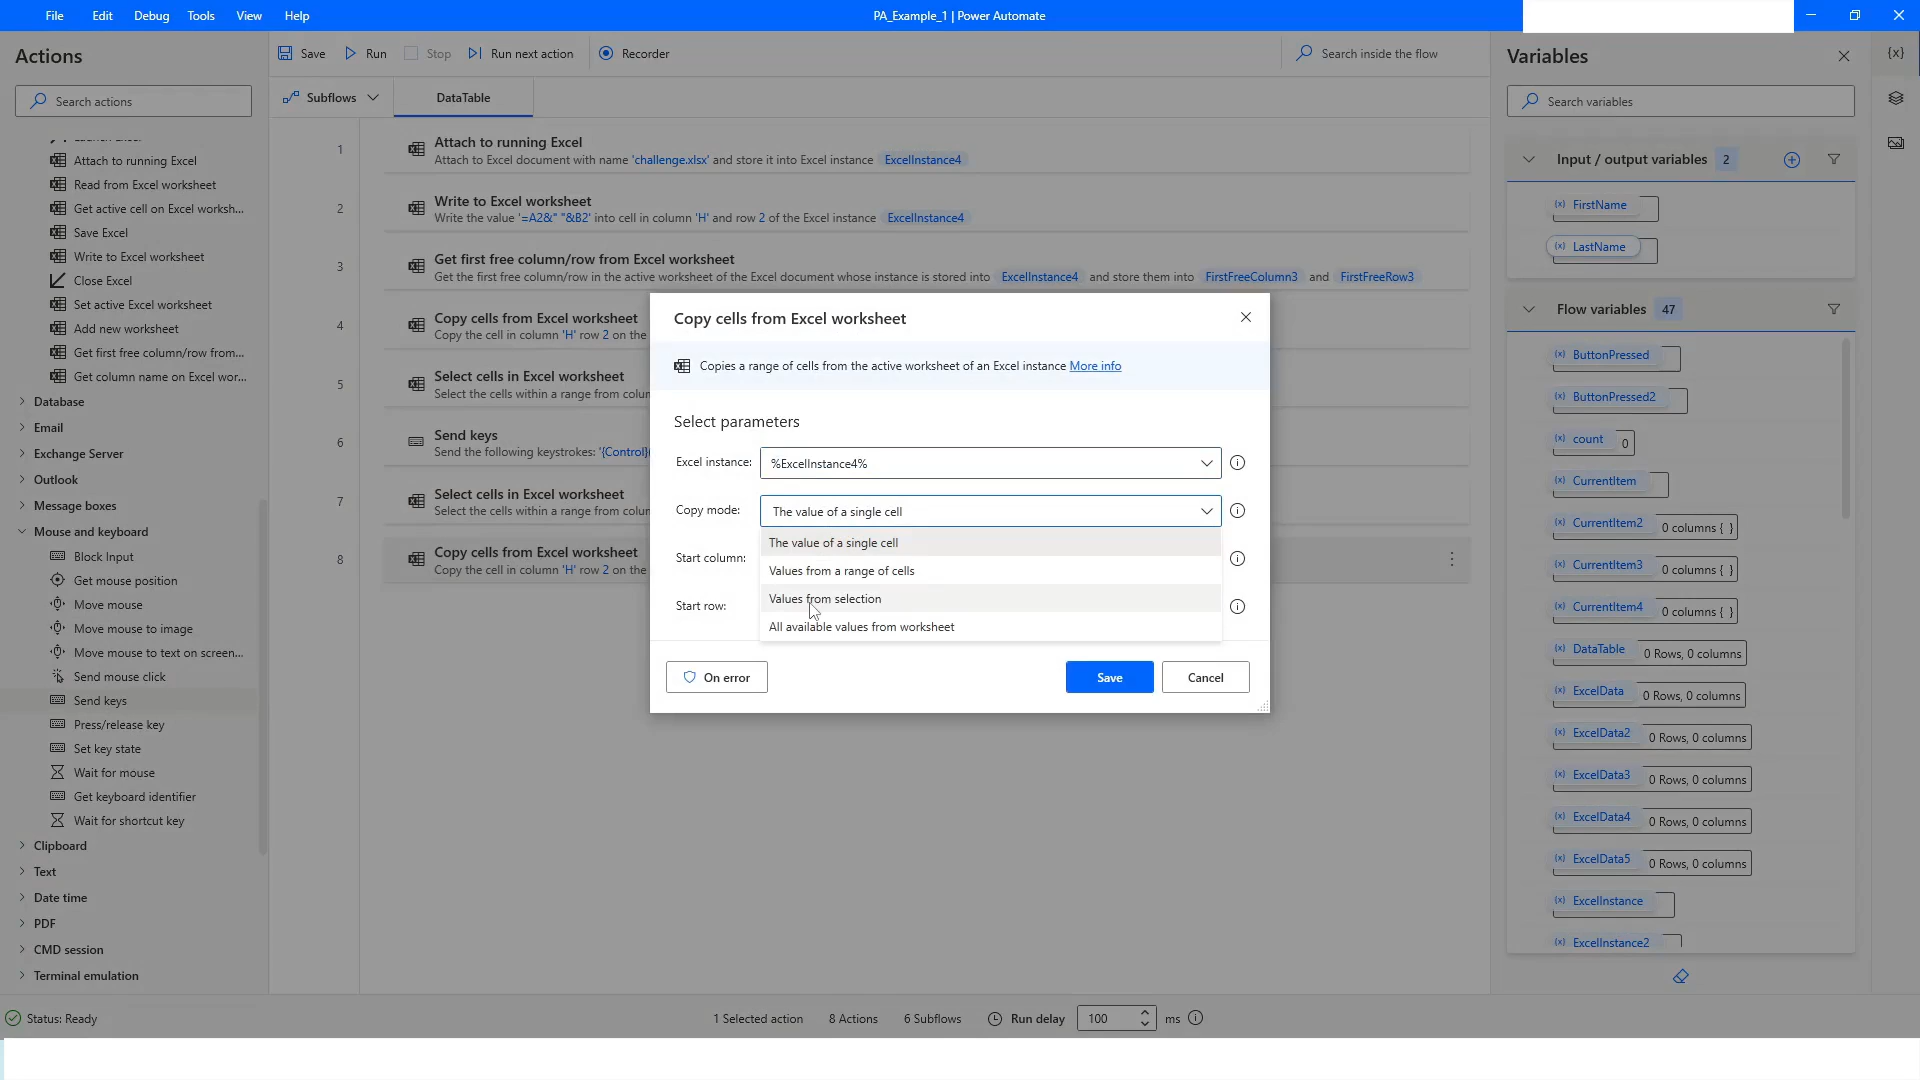 File Edit Debug Tools View Help
PA_Example_1 | Power Automate
Actions
Search actions
Attach to running Excel
Read from Excel worksheet
Get active cell on Excel worksh...
Save Excel
Write to Excel worksheet
Close Excel
Set active Excel worksheet
Add new worksheet
Get first free column/row from...
Get column name on Excel wor...
Database
Email
Exchange Server
Outlook
Message boxes
Mouse and keyboard
Block Input
Get mouse position
Move mouse
Move mouse to image
Move mouse to text on screen...
Send mouse click
Send keys
Press/release key
Set key state
Wait for mouse
Get keyboard identifier
Wait for shortcut key
Clipboard
Text
Date time
PDF
CMD session
Terminal emulation
Save Run Stop Run next action Recorder
Search inside the flow
Subflows DataTable
1 Attach to running Excel
Attach to Excel document with name 'challenge.xlsx' and store it into Excel instance ExcelInstance4
2 Write to Excel worksheet
Write the value '=A2&" "&B2' into cell in column 'H' and row 2 of the Excel instance ExcelInstance4
3 Get first free column/row from Excel worksheet
Get the first free column/row in the active worksheet of the Excel document whose instance is stored into ExcelInstance4 and store them into FirstFreeColumn3 and FirstFreeRow3
4 Copy cells from Excel worksheet
Copy the cell in column 'H' row 2 on the
5 Select cells in Excel worksheet
Select the cells within a range from colu
6 Send keys
Send the following keystrokes: '{Control}(
7 Select cells in Excel worksheet
Select the cells within a range from colu
8 Copy cells from Excel worksheet
Copy the cell in column 'H' row 2 on the
Copy cells from Excel worksheet
Copies a range of cells from the active worksheet of an Excel instance More info
Select parameters
Excel instance: %ExcelInstance4%
Copy mode: The value of a single cell
The value of a single cell
Start column:
Values from a range of cells
Values from selection
Start row:
All available values from worksheet
On error Save Cancel
Variables
{x}
Search variables
Input / output variables 2
(x) FirstName
(x) LastName
Flow variables 47
(x) ButtonPressed
(x) ButtonPressed2
(x) count 0
(x) CurrentItem
(x) CurrentItem2 0 columns { }
(x) CurrentItem3 0 columns { }
(x) CurrentItem4 0 columns { }
(x) DataTable 0 Rows, 0 columns
(x) ExcelData 0 Rows, 0 columns
(x) ExcelData2 0 Rows, 0 columns
(x) ExcelData3 0 Rows, 0 columns
(x) ExcelData4 0 Rows, 0 columns
(x) ExcelData5 0 Rows, 0 columns
(x) ExcelInstance
(x) ExcelInstance2
Status: Ready
1 Selected action 8 Actions 6 Subflows Run delay 100 ms